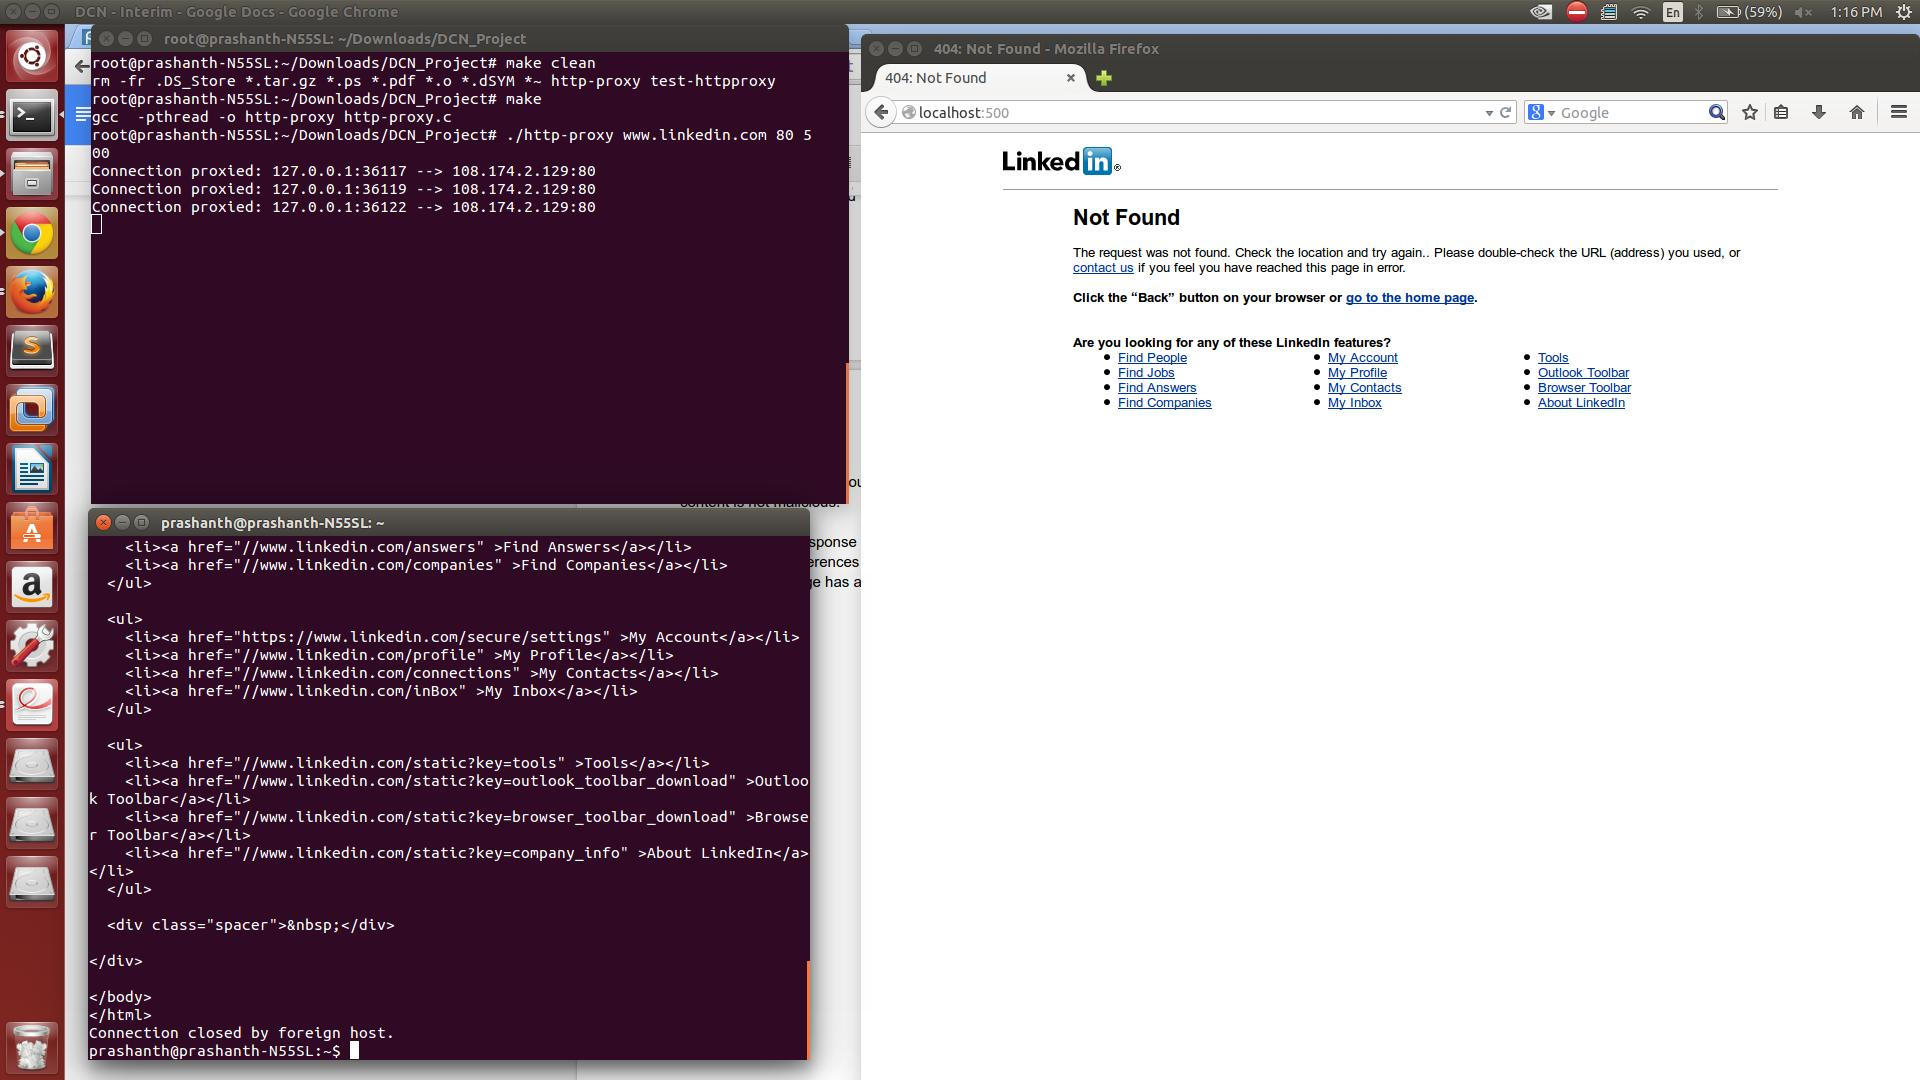 DCN - Interim - Google Docs - Google Chrome
En
(59%)
1:16 PM
root@prashanth-N55SL: ~/Downloads/DCN_Project
root@prashanth-N55SL:~/Downloads/DCN_Project# make clean
rm -fr .DS_Store *.tar.gz *.ps *.pdf *.o *.dSYM *~ http-proxy test-httpproxy
root@prashanth-N55SL:~/Downloads/DCN_Project# make
gcc  -pthread -o http-proxy http-proxy.c
root@prashanth-N55SL:~/Downloads/DCN_Project# ./http-proxy www.linkedin.com 80 5
00
Connection proxied: 127.0.0.1:36117 --> 108.174.2.129:80
Connection proxied: 127.0.0.1:36119 --> 108.174.2.129:80
Connection proxied: 127.0.0.1:36122 --> 108.174.2.129:80
content is not malicious.
sponse
erences
ge has a
prashanth@prashanth-N55SL: ~
<li><a href="//www.linkedin.com/answers" >Find Answers</a></li>
<li><a href="//www.linkedin.com/companies" >Find Companies</a></li>
</ul>
<ul>
<li><a href="https://www.linkedin.com/secure/settings" >My Account</a></li>
<li><a href="//www.linkedin.com/profile" >My Profile</a></li>
<li><a href="//www.linkedin.com/connections" >My Contacts</a></li>
<li><a href="//www.linkedin.com/inBox" >My Inbox</a></li>
</ul>
<ul>
<li><a href="//www.linkedin.com/static?key=tools" >Tools</a></li>
<li><a href="//www.linkedin.com/static?key=outlook_toolbar_download" >Outloo
k Toolbar</a></li>
<li><a href="//www.linkedin.com/static?key=browser_toolbar_download" >Browse
r Toolbar</a></li>
<li><a href="//www.linkedin.com/static?key=company_info" >About LinkedIn</a>
</li>
</ul>
<div class="spacer">&nbsp;</div>
</div>
</body>
</html>
Connection closed by foreign host.
prashanth@prashanth-N55SL:~$
404: Not Found - Mozilla Firefox
404: Not Found
localhost:500
Google
Linked in
Not Found
The request was not found. Check the location and try again.. Please double-check the URL (address) you used, or
contact us if you feel you have reached this page in error.
Click the “Back” button on your browser or go to the home page.
Are you looking for any of these LinkedIn features?
Find People
Find Jobs
Find Answers
Find Companies
My Account
My Profile
My Contacts
My Inbox
Tools
Outlook Toolbar
Browser Toolbar
About LinkedIn